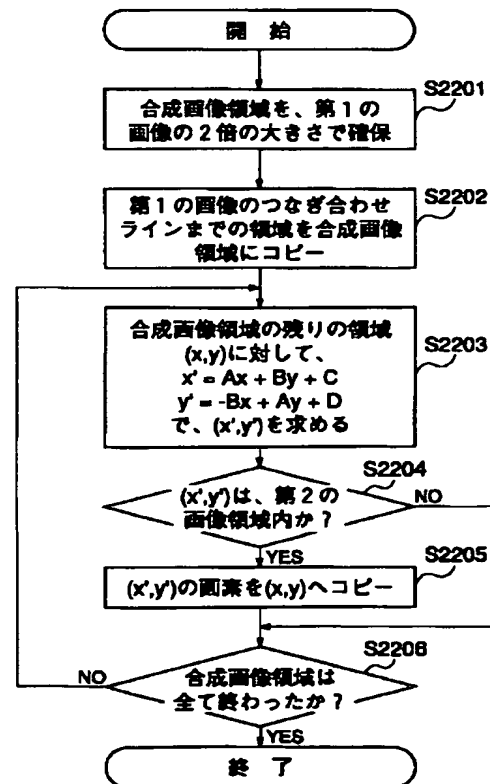 開 始
S2201
合成画像領域を、第1の
画像の2倍の大きさで確保
S2202
第1の画像のつなぎ合わせ
ラインまでの領域を合成画像
領域にコピー
S2203
合成画像領域の残りの領域
(x,y)に対して、
x' = Ax + By + C
y' = -Bx + Ay + D
で、(x',y')を求める
S2204
(x',y')は、第2の
画像領域内か?
NO
YES
S2205
(x',y')の画素を(x,y)へコピー
S2206
合成画像領域は
全て終わったか?
NO
YES
終 了